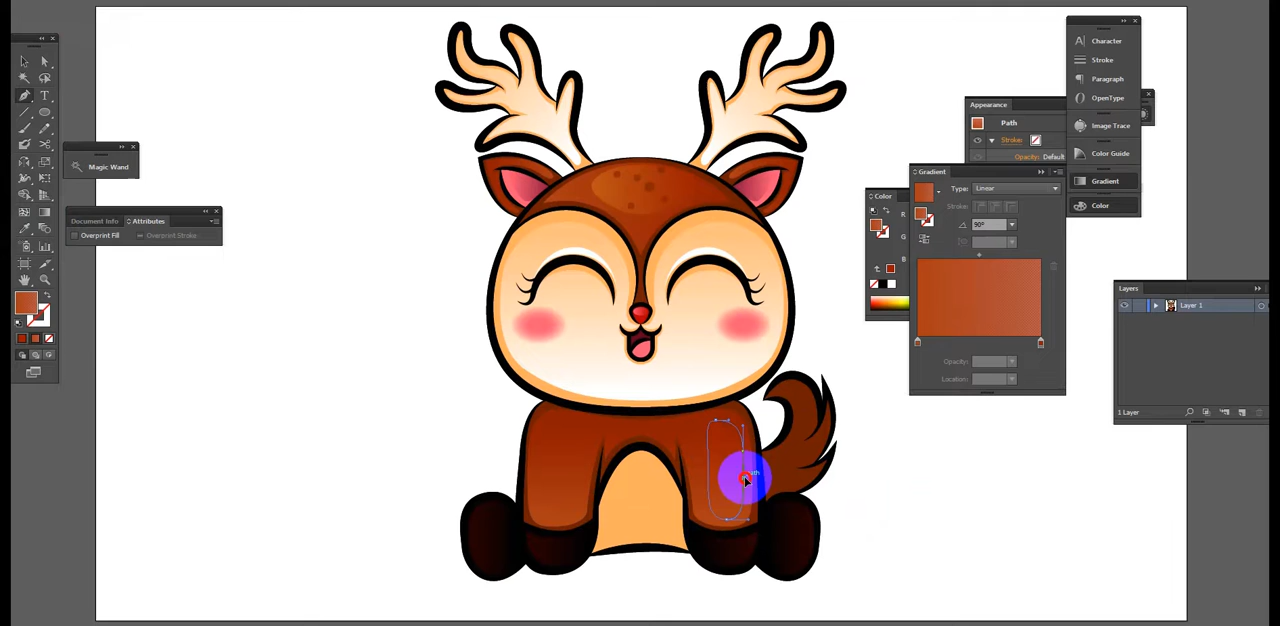 Character
Stroke
Paragraph
OpenType
Image Trace
Color Guide
Gradient
Color
Appearance
Path
Stroke:
Opacity: Default
Gradient
Type: Linear
Stroke:
90°
Opacity:
Location:
Color
R
G
B
Magic Wand
Document Info Attributes
Overprint Fill Overprint Stroke
Layers
Layer 1
1 Layer